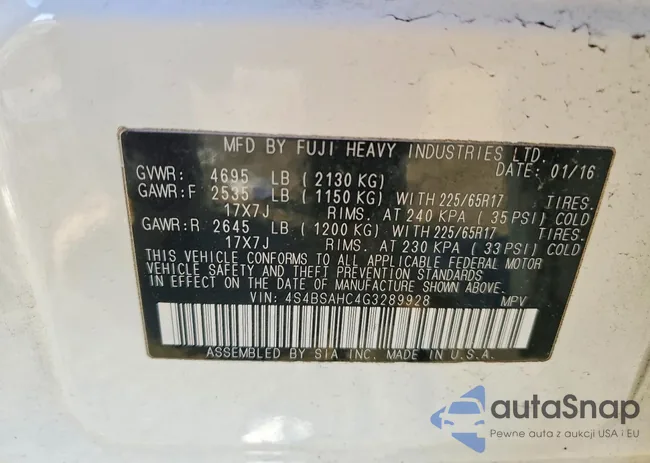 MFD BY FUJI HEAVY INDUSTRIES LTD.
DATE: 01/16
GVWR: 4695 LB (2130 KG)
GAWR:F 2535 LB (1150 KG) WITH 225/65R17 TIRES.
17X7J RIMS. AT 240 KPA (35 PSI) COLD
GAWR:R 2645 LB (1200 KG) WITH 225/65R17 TIRES.
17X7J RIMS. AT 230 KPA (33 PSI) COLD
THIS VEHICLE CONFORMS TO ALL APPLICABLE FEDERAL MOTOR
VEHICLE SAFETY AND THEFT PREVENTION STANDARDS
IN EFFECT ON THE DATE OF MANUFACTURE SHOWN ABOVE.
VIN: 4S4BSAHC4G3289928 MPV
ASSEMBLED BY SIA INC. MADE IN U.S.A.
autaSnap
Pewne auta z aukcji USA i EU